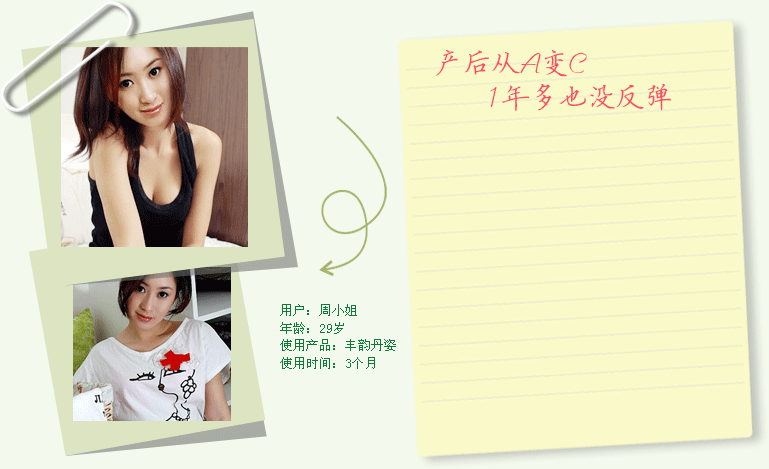 产后从A变C
1年多也没反弹
用户：周小姐
年龄：29岁
使用产品：丰韵丹姿
使用时间：3个月